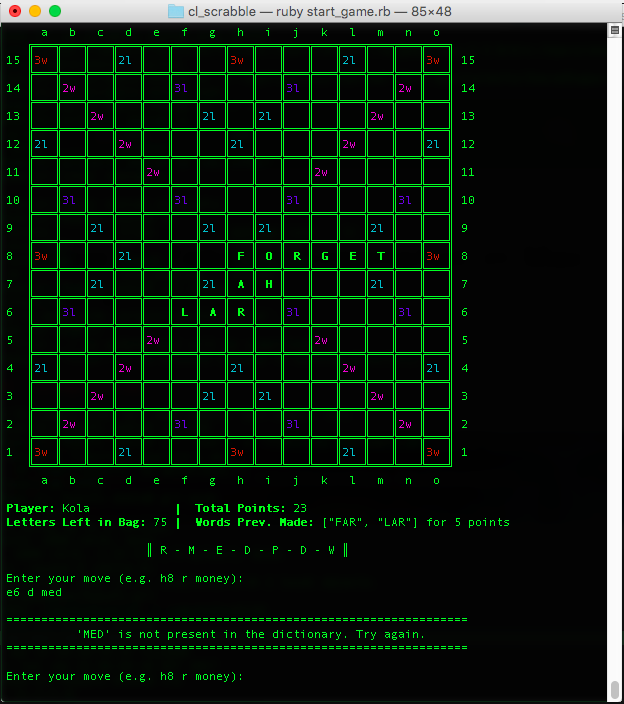 cl_scrabble — ruby start_game.rb — 85×48
a b c d e f g h i j k l m n o
15 3w 2l 3w 2l 3w 15
14 2w 3l 3l 2w 14
13 2w 2l 2l 2w 13
12 2l 2w 2l 2w 2l 12
11 2w 2w 11
10 3l 3l 3l 3l 10
9 2l 2l 2l 2l 9
8 3w 2l F O R G E T 3w 8
7 2l 2l A H 2l 7
6 3l L A R 3l 3l 6
5 2w 2w 5
4 2l 2w 2l 2w 2l 4
3 2w 2l 2l 2w 3
2 2w 3l 3l 2w 2
1 3w 2l 3w 2l 3w 1
a b c d e f g h i j k l m n o
Player: Kola | Total Points: 23
Letters Left in Bag: 75 | Words Prev. Made: ["FAR", "LAR"] for 5 points
║ R - M - E - D - P - D - W ║
Enter your move (e.g. h8 r money):
e6 d med
==================================================================
'MED' is not present in the dictionary. Try again.
==================================================================
Enter your move (e.g. h8 r money):